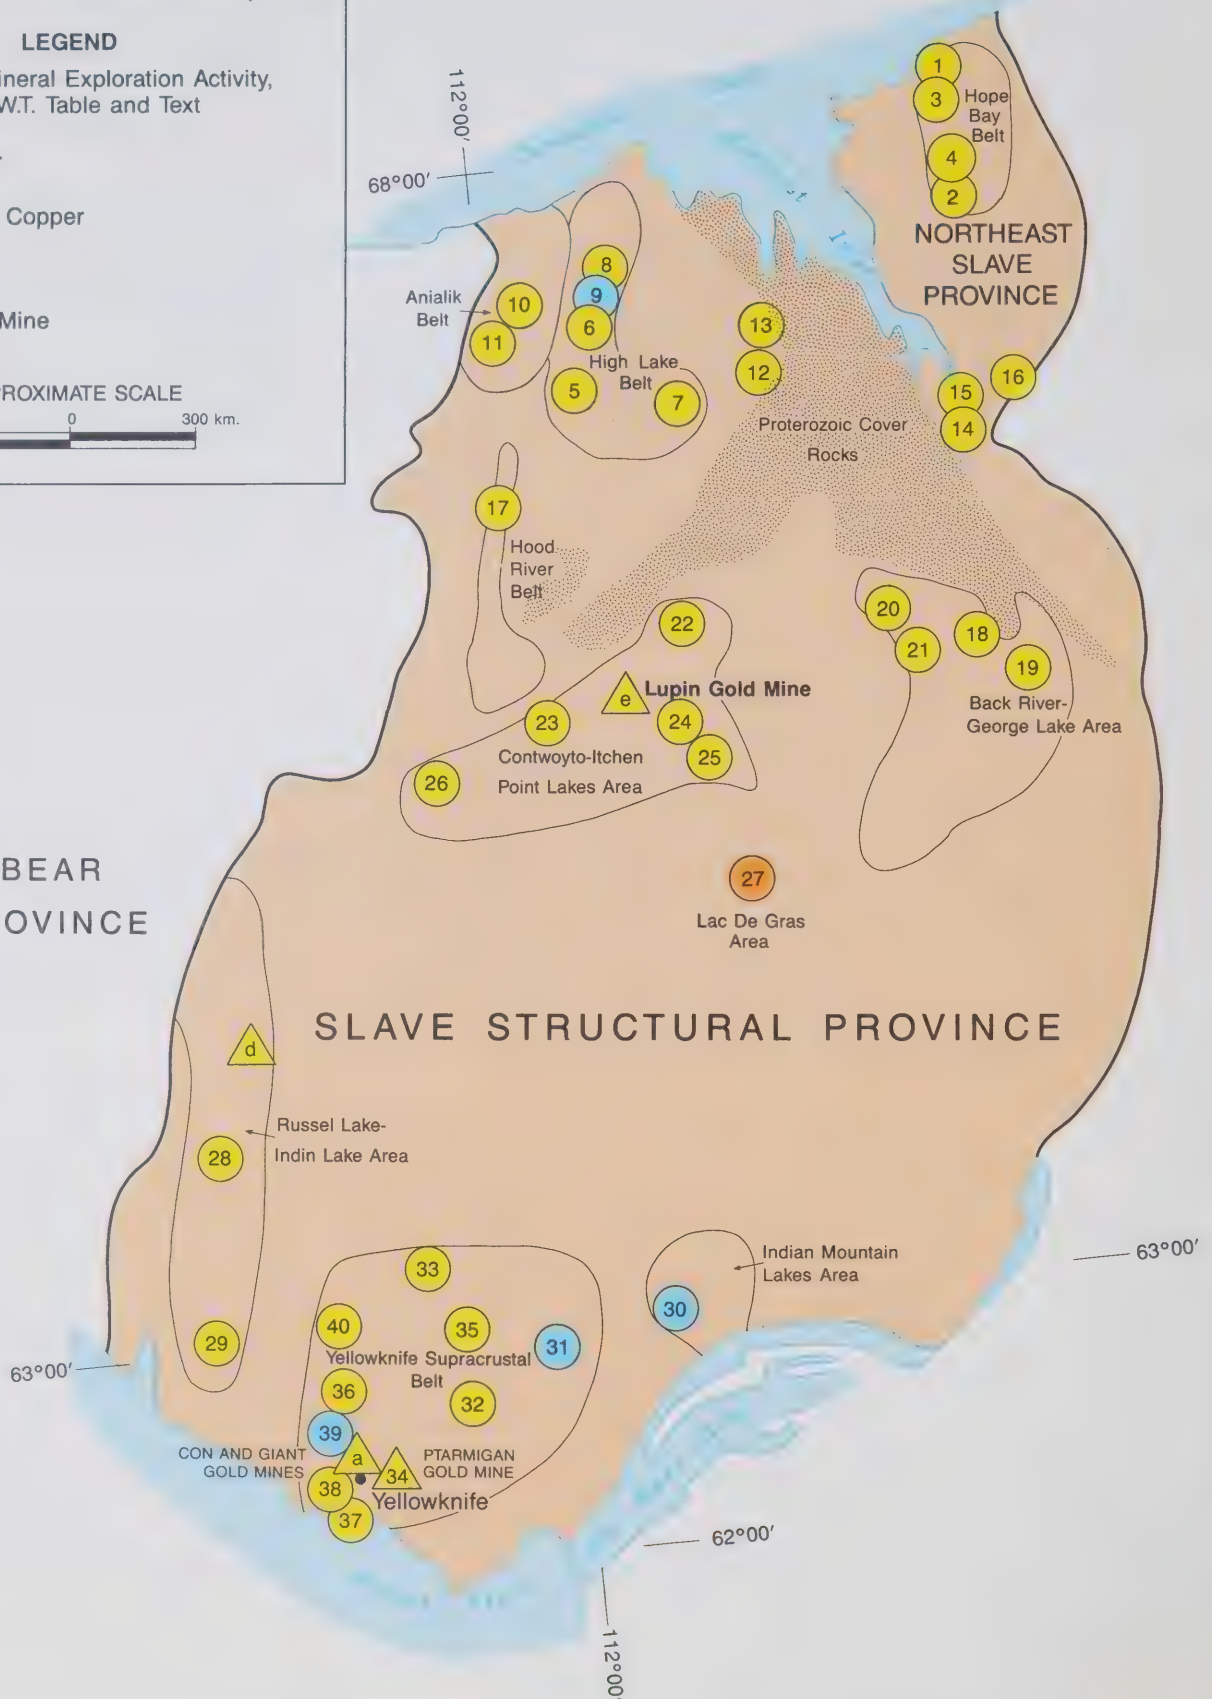 LEGEND
ineral Exploration Activity,
W.T. Table and Text
Copper
Mine
PROXIMATE SCALE
0
300 km.
112°00′
68°00′
1
3
Hope
Bay
Belt
4
2
NORTHEAST
SLAVE
PROVINCE
8
9
6
Anialik
Belt
10
11
High Lake
Belt
5
7
13
12
16
15
14
Proterozoic Cover
Rocks
17
Hood
River
Belt
22
20
21
18
19
Back River-
George Lake Area
e
Lupin Gold Mine
23
24
25
Contwoyto-Itchen
Point Lakes Area
26
BEAR
OVINCE
27
Lac De Gras
Area
SLAVE STRUCTURAL PROVINCE
d
Russel Lake-
Indin Lake Area
28
29
63°00′
Indian Mountain
Lakes Area
30
63°00′
33
40
35
31
Yellowknife Supracrustal
Belt
36
32
39
CON AND GIANT
GOLD MINES
a
34
PTARMIGAN
GOLD MINE
38
Yellowknife
37
62°00′
112°00′